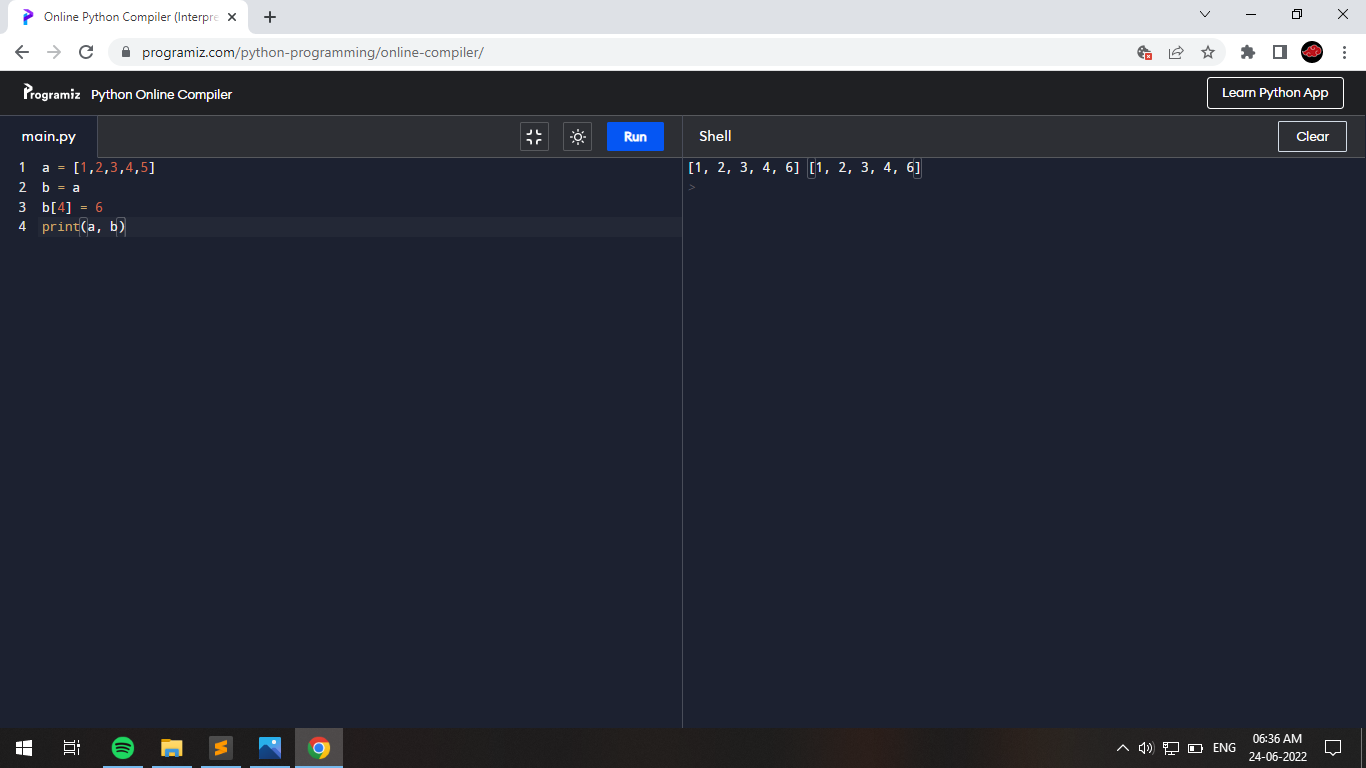 Online Python Compiler (Interpre
programiz.com/python-programming/online-compiler/
Programiz Python Online Compiler
Learn Python App
main.py
Run
Shell
Clear
1 a = [1,2,3,4,5]
2 b = a
3 b[4] = 6
4 print(a, b)
[1, 2, 3, 4, 6] [1, 2, 3, 4, 6]
>
ENG
06:36 AM
24-06-2022